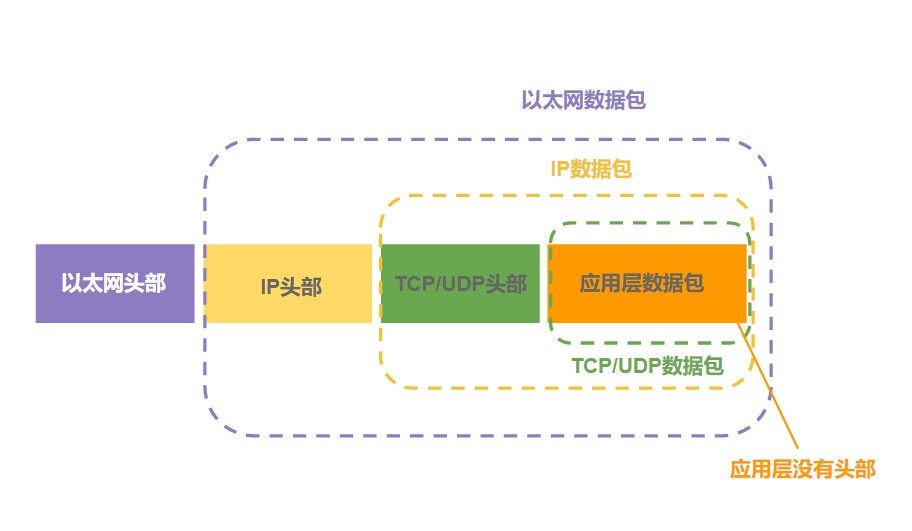 以太网数据包
IP数据包
以太网头部
IP头部
TCP/UDP头部
应用层数据包
TCP/UDP数据包
应用层没有头部